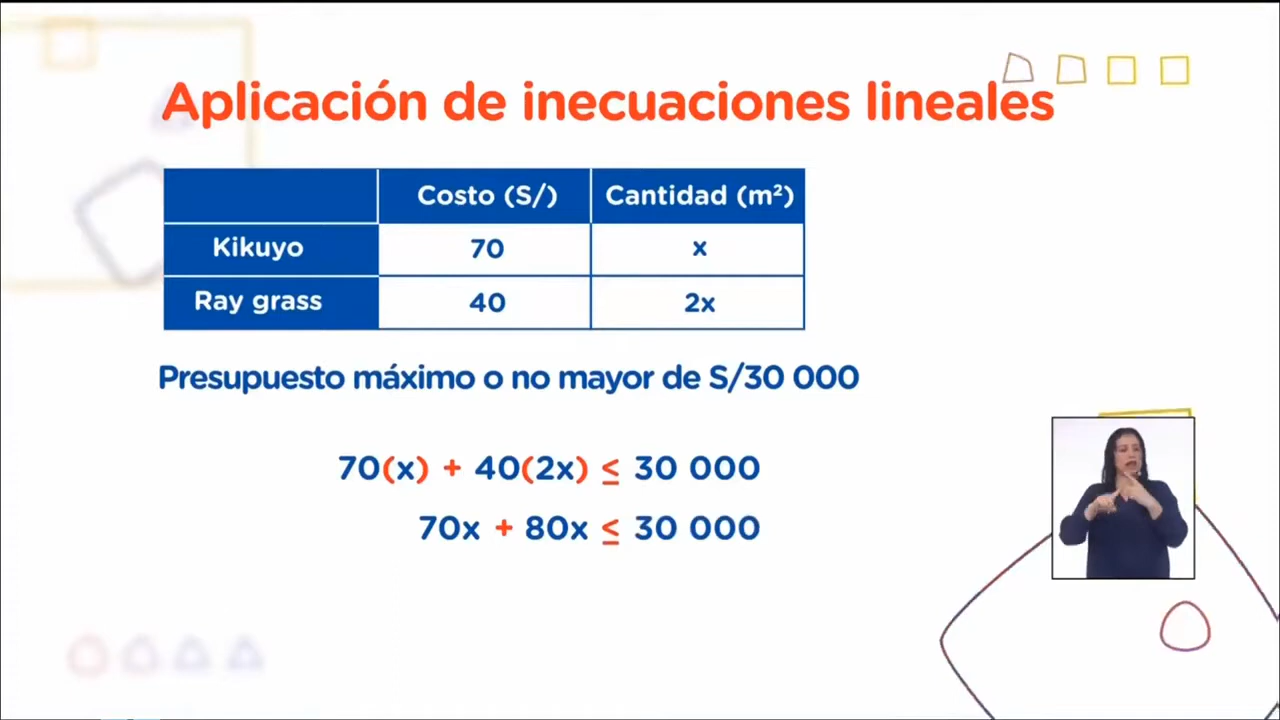 Aplicación de inecuaciones lineales
Costo (S/) Cantidad (m²)
Kikuyo 70 x
Ray grass 40 2x
Presupuesto máximo o no mayor de S/30 000
70(x) + 40(2x) ≤ 30 000
70x + 80x ≤ 30 000